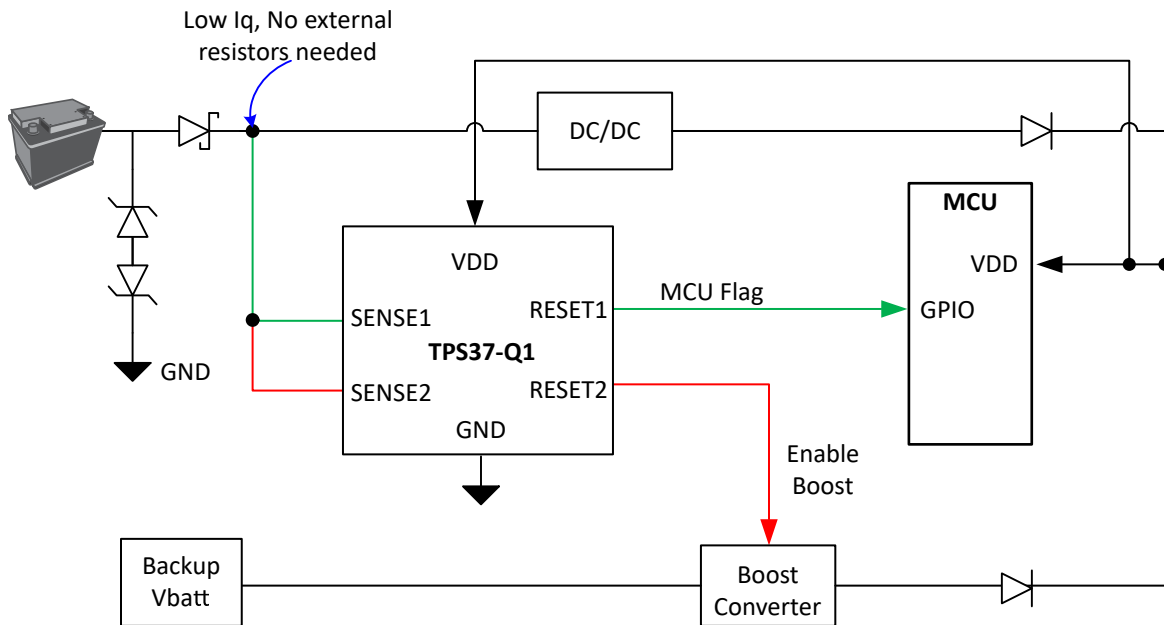 Low Iq, No external
resistors needed
DC/DC
MCU
VDD
VDD
SENSE1
RESET1
MCU Flag
GPIO
TPS37-Q1
GND
SENSE2
RESET2
GND
Enable
Boost
Backup
Vbatt
Boost
Converter